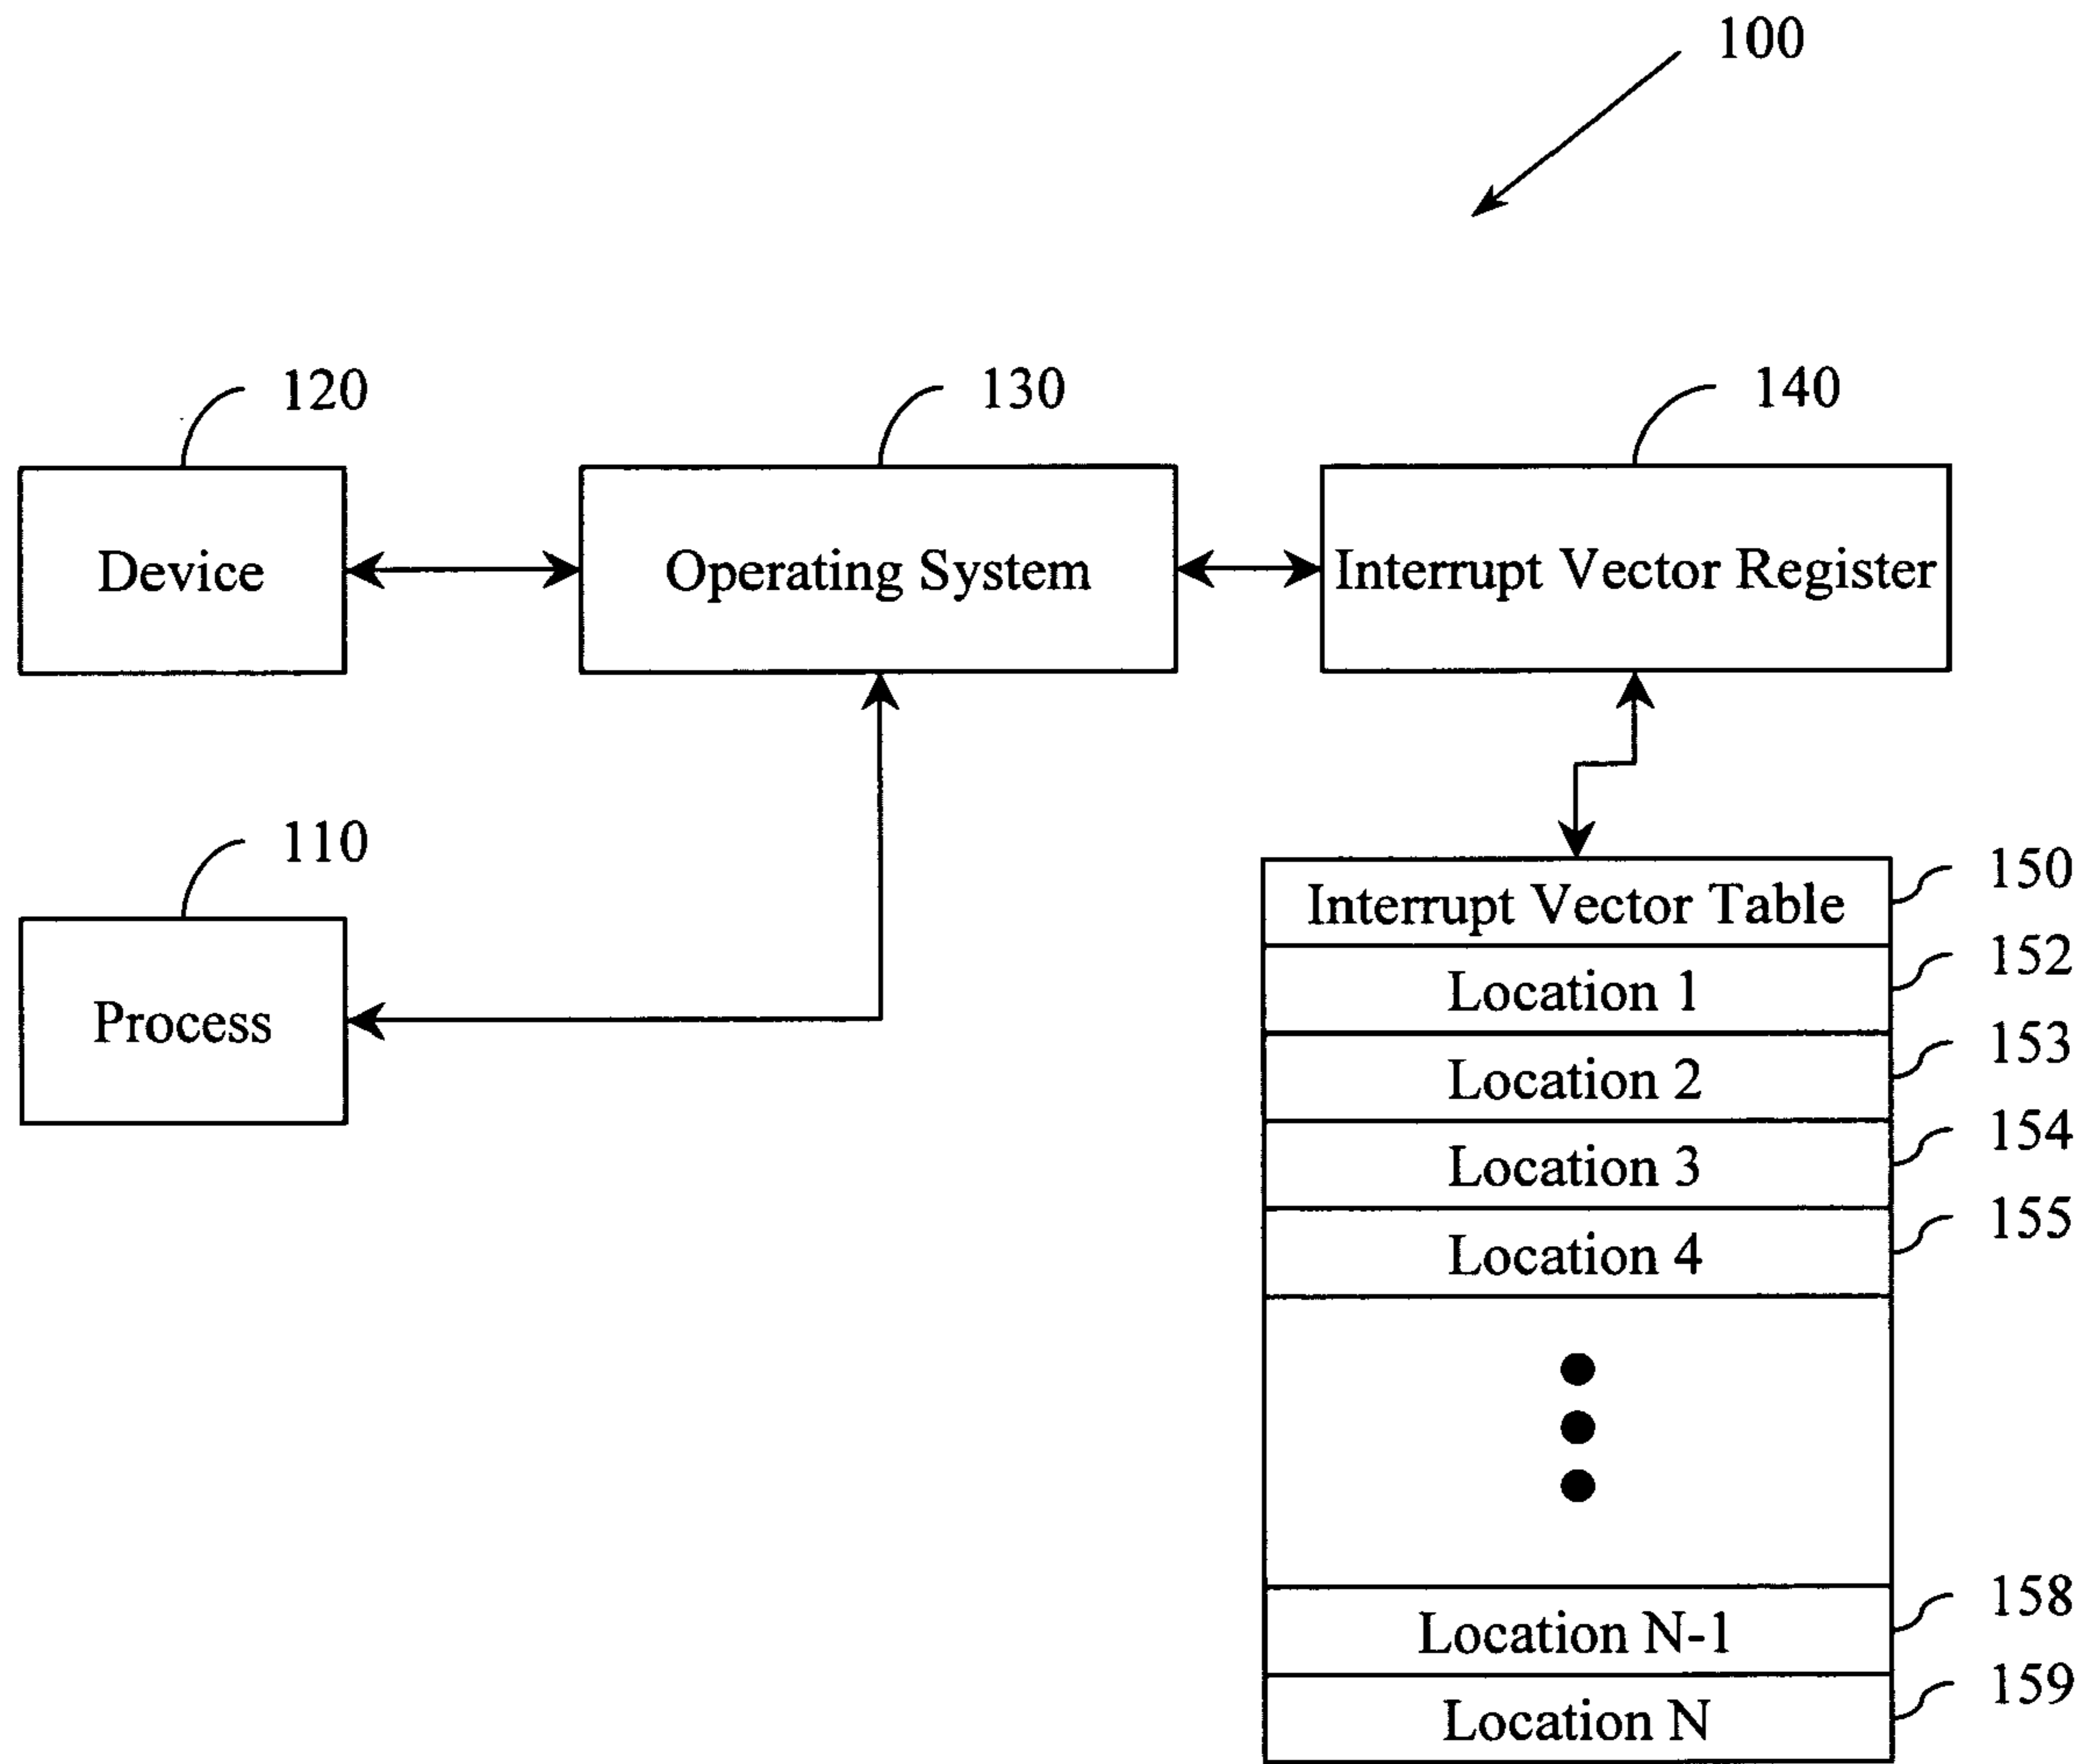 100
120
130
140
Device
Operating System
Interrupt Vector Register
110
Process
150
Interrupt Vector Table
152
Location 1
153
Location 2
154
Location 3
155
Location 4
158
Location N-1
159
Location N